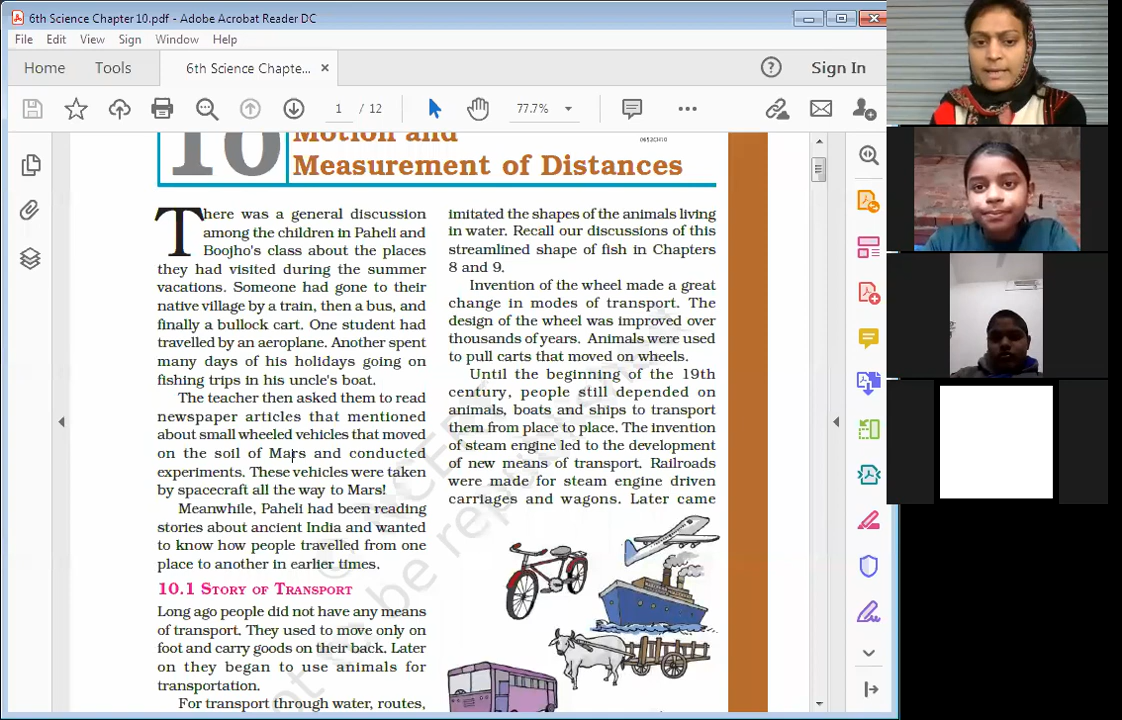 6th Science Chapter 10.pdf - Adobe Acrobat Reader DC
File Edit View Sign Window Help
Home Tools 6th Science Chapte... × Sign In
1 / 12 77.7%
10
Motion and
Measurement of Distances
There was a general discussion
among the children in Paheli and
Boojho's class about the places
they had visited during the summer
vacations. Someone had gone to their
native village by a train, then a bus, and
finally a bullock cart. One student had
travelled by an aeroplane. Another spent
many days of his holidays going on
fishing trips in his uncle's boat.
The teacher then asked them to read
newspaper articles that mentioned
about small wheeled vehicles that moved
on the soil of Mars and conducted
experiments. These vehicles were taken
by spacecraft all the way to Mars!
Meanwhile, Paheli had been reading
stories about ancient India and wanted
to know how people travelled from one
place to another in earlier times.
10.1 STORY OF TRANSPORT
Long ago people did not have any means
of transport. They used to move only on
foot and carry goods on their back. Later
on they began to use animals for
transportation.
For transport through water, routes,
imitated the shapes of the animals living
in water. Recall our discussions of this
streamlined shape of fish in Chapters
8 and 9.
Invention of the wheel made a great
change in modes of transport. The
design of the wheel was improved over
thousands of years. Animals were used
to pull carts that moved on wheels.
Until the beginning of the 19th
century, people still depended on
animals, boats and ships to transport
them from place to place. The invention
of steam engine led to the development
of new means of transport. Railroads
were made for steam engine driven
carriages and wagons. Later came